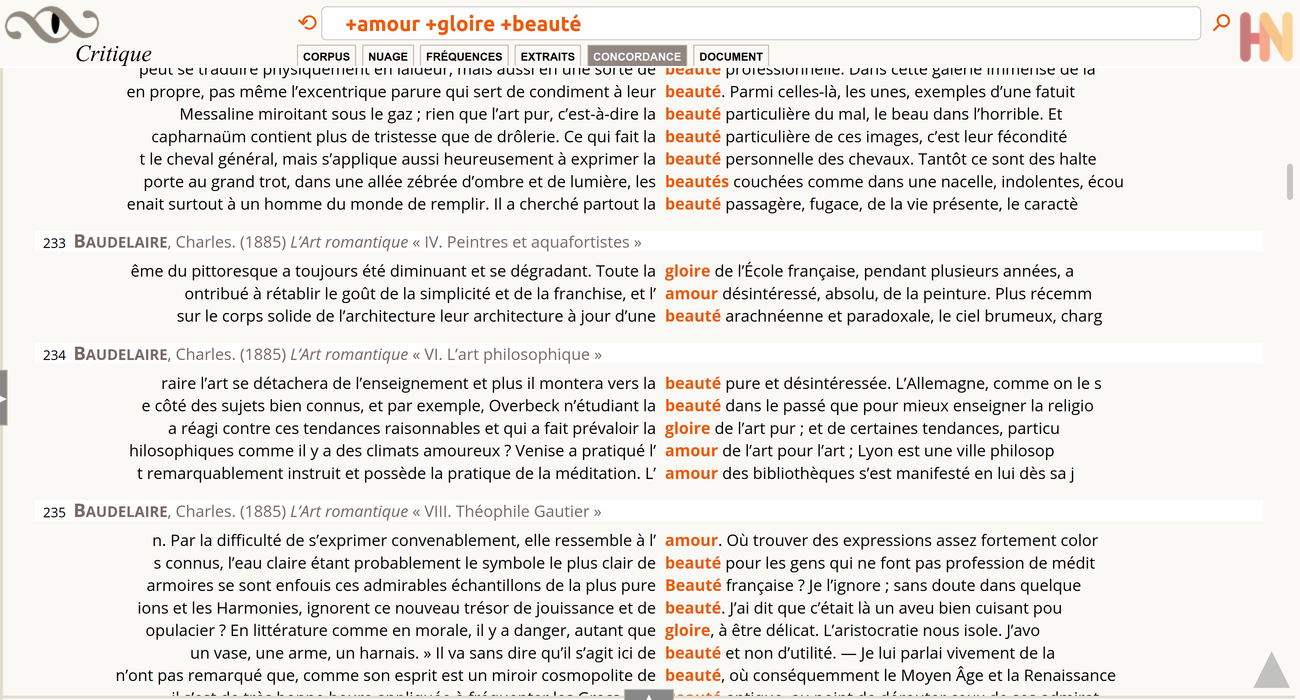 +amour +gloire +beauté
HN
Critique
CORPUS NUAGE FRÉQUENCES EXTRAITS CONCORDANCE DOCUMENT
peut se traduire physiquement en laideur, mais aussi en une sorte de beauté professionnelle. Dans cette galerie immense de la
en propre, pas même l’excentrique parure qui sert de condiment à leur beauté. Parmi celles-là, les unes, exemples d’une fatuit
Messaline miroitant sous le gaz ; rien que l’art pur, c’est-à-dire la beauté particulière du mal, le beau dans l’horrible. Et
capharnaüm contient plus de tristesse que de drôlerie. Ce qui fait la beauté particulière de ces images, c’est leur fécondité
t le cheval général, mais s’applique aussi heureusement à exprimer la beauté personnelle des chevaux. Tantôt ce sont des halte
porte au grand trot, dans une allée zébrée d’ombre et de lumière, les beautés couchées comme dans une nacelle, indolentes, écou
enait surtout à un homme du monde de remplir. Il a cherché partout la beauté passagère, fugace, de la vie présente, le caractè
233 BAUDELAIRE, Charles. (1885) L’Art romantique « IV. Peintres et aquafortistes »
ême du pittoresque a toujours été diminuant et se dégradant. Toute la gloire de l’École française, pendant plusieurs années, a
ontribué à rétablir le goût de la simplicité et de la franchise, et l’ amour désintéressé, absolu, de la peinture. Plus récemm
sur le corps solide de l’architecture leur architecture à jour d’une beauté arachnéenne et paradoxale, le ciel brumeux, charg
234 BAUDELAIRE, Charles. (1885) L’Art romantique « VI. L’art philosophique »
raire l’art se détachera de l’enseignement et plus il montera vers la beauté pure et désintéressée. L’Allemagne, comme on le s
e côté des sujets bien connus, et par exemple, Overbeck n’étudiant la beauté dans le passé que pour mieux enseigner la religio
a réagi contre ces tendances raisonnables et qui a fait prévaloir la gloire de l’art pur ; et de certaines tendances, particu
hilosophiques comme il y a des climats amoureux ? Venise a pratiqué l’ amour de l’art pour l’art ; Lyon est une ville philosop
t remarquablement instruit et possède la pratique de la méditation. L’ amour des bibliothèques s’est manifesté en lui dès sa j
235 BAUDELAIRE, Charles. (1885) L’Art romantique « VIII. Théophile Gautier »
n. Par la difficulté de s’exprimer convenablement, elle ressemble à l’ amour. Où trouver des expressions assez fortement color
s connus, l’eau claire étant probablement le symbole le plus clair de beauté pour les gens qui ne font pas profession de médit
armoires se sont enfouis ces admirables échantillons de la plus pure Beauté française ? Je l’ignore ; sans doute dans quelque
ions et les Harmonies, ignorent ce nouveau trésor de jouissance et de beauté. J’ai dit que c’était là un aveu bien cuisant pou
opulacier ? En littérature comme en morale, il y a danger, autant que gloire, à être délicat. L’aristocratie nous isole. J’avo
un vase, une arme, un harnais. » Il va sans dire qu’il s’agit ici de beauté et non d’utilité. — Je lui parlai vivement de la
n’ont pas remarqué que, comme son esprit est un miroir cosmopolite de beauté, où conséquemment le Moyen Âge et la Renaissance